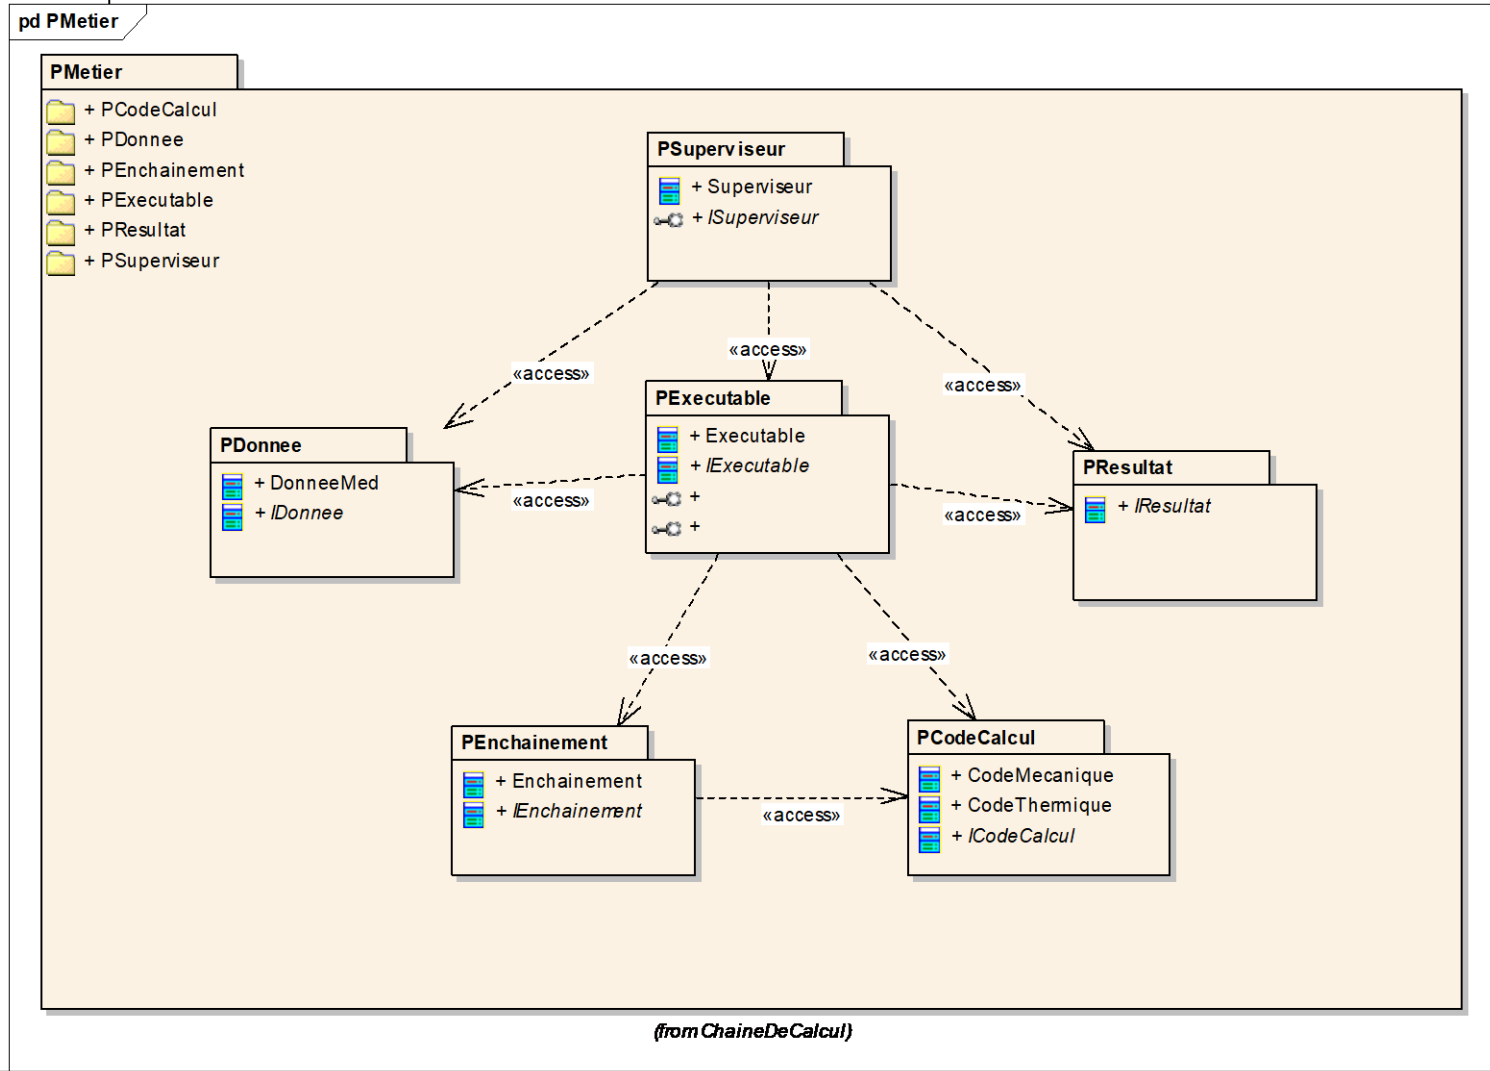 pd PMetier
PMetier
+ PCodeCalcul
+ PDonnee
+ PEnchainement
+ PExecutable
+ PResultat
+ PSuperviseur
PSuperviseur
+ Superviseur
+ ISuperviseur
«access»
«access»
«access»
PExecutable
+ Executable
+ IExecutable
+
+
PDonnee
+ DonneeMed
+ IDonnee
«access»
«access»
PResultat
+ IResultat
«access»
«access»
PEnchainement
+ Enchainement
+ IEnchainement
«access»
PCodeCalcul
+ CodeMecanique
+ CodeThermique
+ ICodeCalcul
(from ChaineDeCalcul)